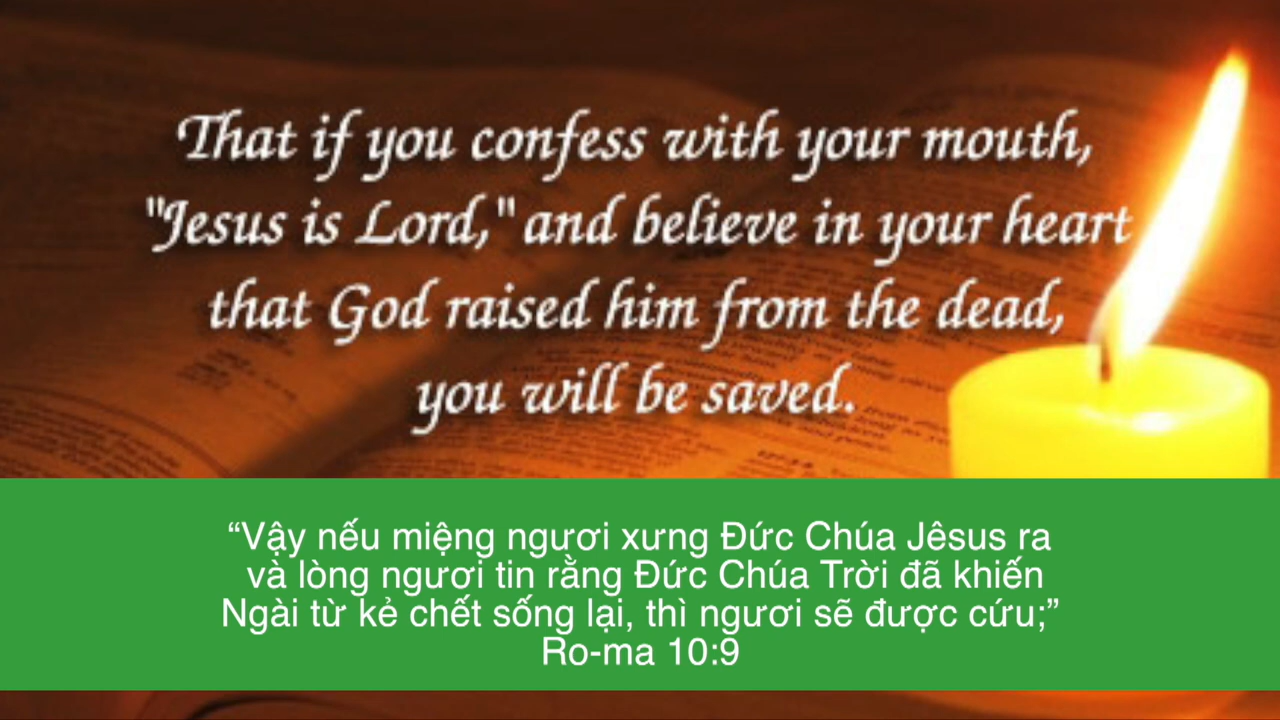 That if you confess with your mouth,
"Jesus is Lord," and believe in your heart
that God raised him from the dead,
you will be saved.
“Vậy nếu miệng ngươi xưng Đức Chúa Jêsus ra
và lòng ngươi tin rằng Đức Chúa Trời đã khiến
Ngài từ kẻ chết sống lại, thì ngươi sẽ được cứu;”
Ro-ma 10:9